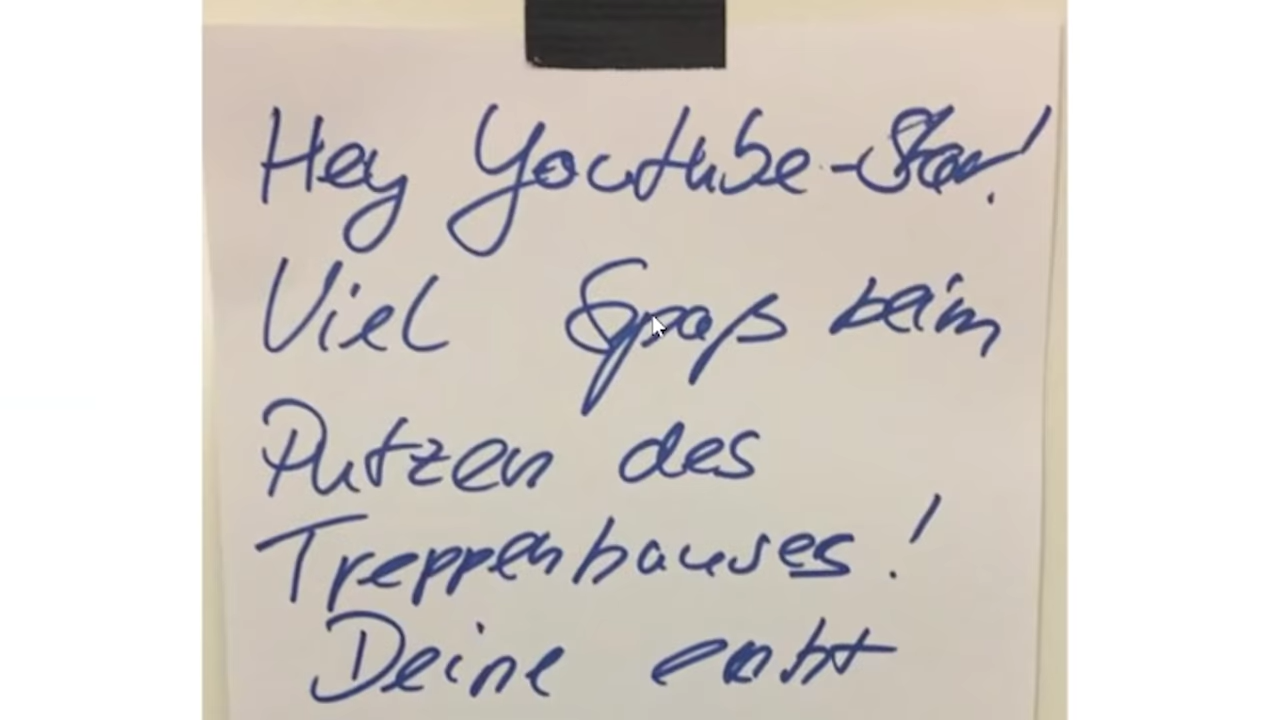 Hey Youtube-Star!
Viel Spaß beim
Putzen des
Treppenhauses!
Deine